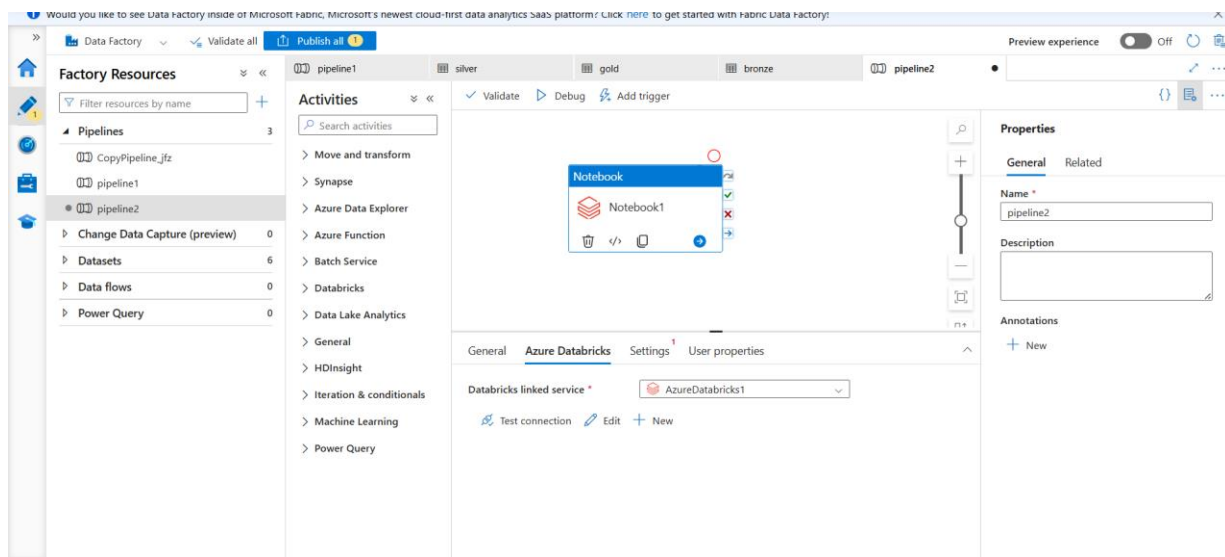 Would you like to see Data Factory inside of Microsoft Fabric, Microsoft's newest cloud-first data analytics SaaS platform? Click here to get started with Fabric Data Factory!
Data Factory
Validate all
Publish all 1
Preview experience
Off
Factory Resources
Filter resources by name
Pipelines 3
CopyPipeline_jfz
pipeline1
pipeline2
Change Data Capture (preview) 0
Datasets 6
Data flows 0
Power Query 0
1
pipeline1
silver
gold
bronze
pipeline2
Activities
Search activities
Move and transform
Synapse
Azure Data Explorer
Azure Function
Batch Service
Databricks
Data Lake Analytics
General
HDInsight
Iteration & conditionals
Machine Learning
Power Query
Validate Debug Add trigger
Notebook
Notebook1
General Azure Databricks Settings 1 User properties
Databricks linked service *
AzureDatabricks1
Test connection Edit New
Properties
General Related
Name *
pipeline2
Description
Annotations
New